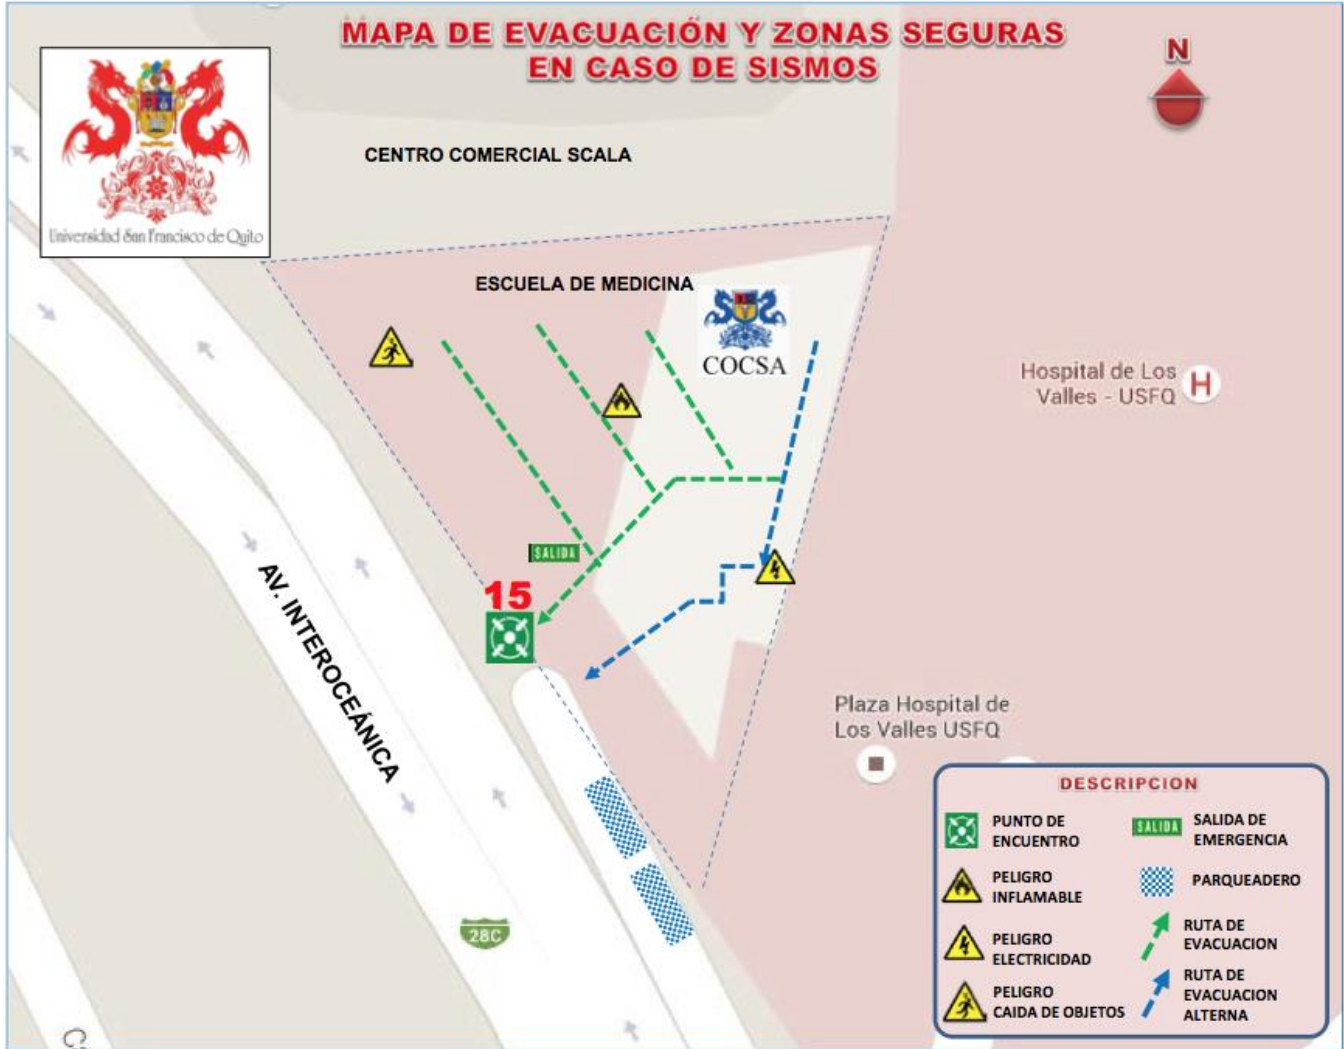 MAPA DE EVACUACIÓN Y ZONAS SEGURAS
EN CASO DE SISMOS
N
Universidad San Francisco de Quito
CENTRO COMERCIAL SCALA
ESCUELA DE MEDICINA
COCSA
Hospital de Los
Valles - USFQ
H
SALIDA
15
AV. INTEROCEÁNICA
Plaza Hospital de
Los Valles USFQ
28C
DESCRIPCION
PUNTO DE
ENCUENTRO
SALIDA
SALIDA DE
EMERGENCIA
PELIGRO
INFLAMABLE
PARQUEADERO
PELIGRO
ELECTRICIDAD
RUTA DE
EVACUACION
PELIGRO
CAIDA DE OBJETOS
RUTA DE
EVACUACION
ALTERNA